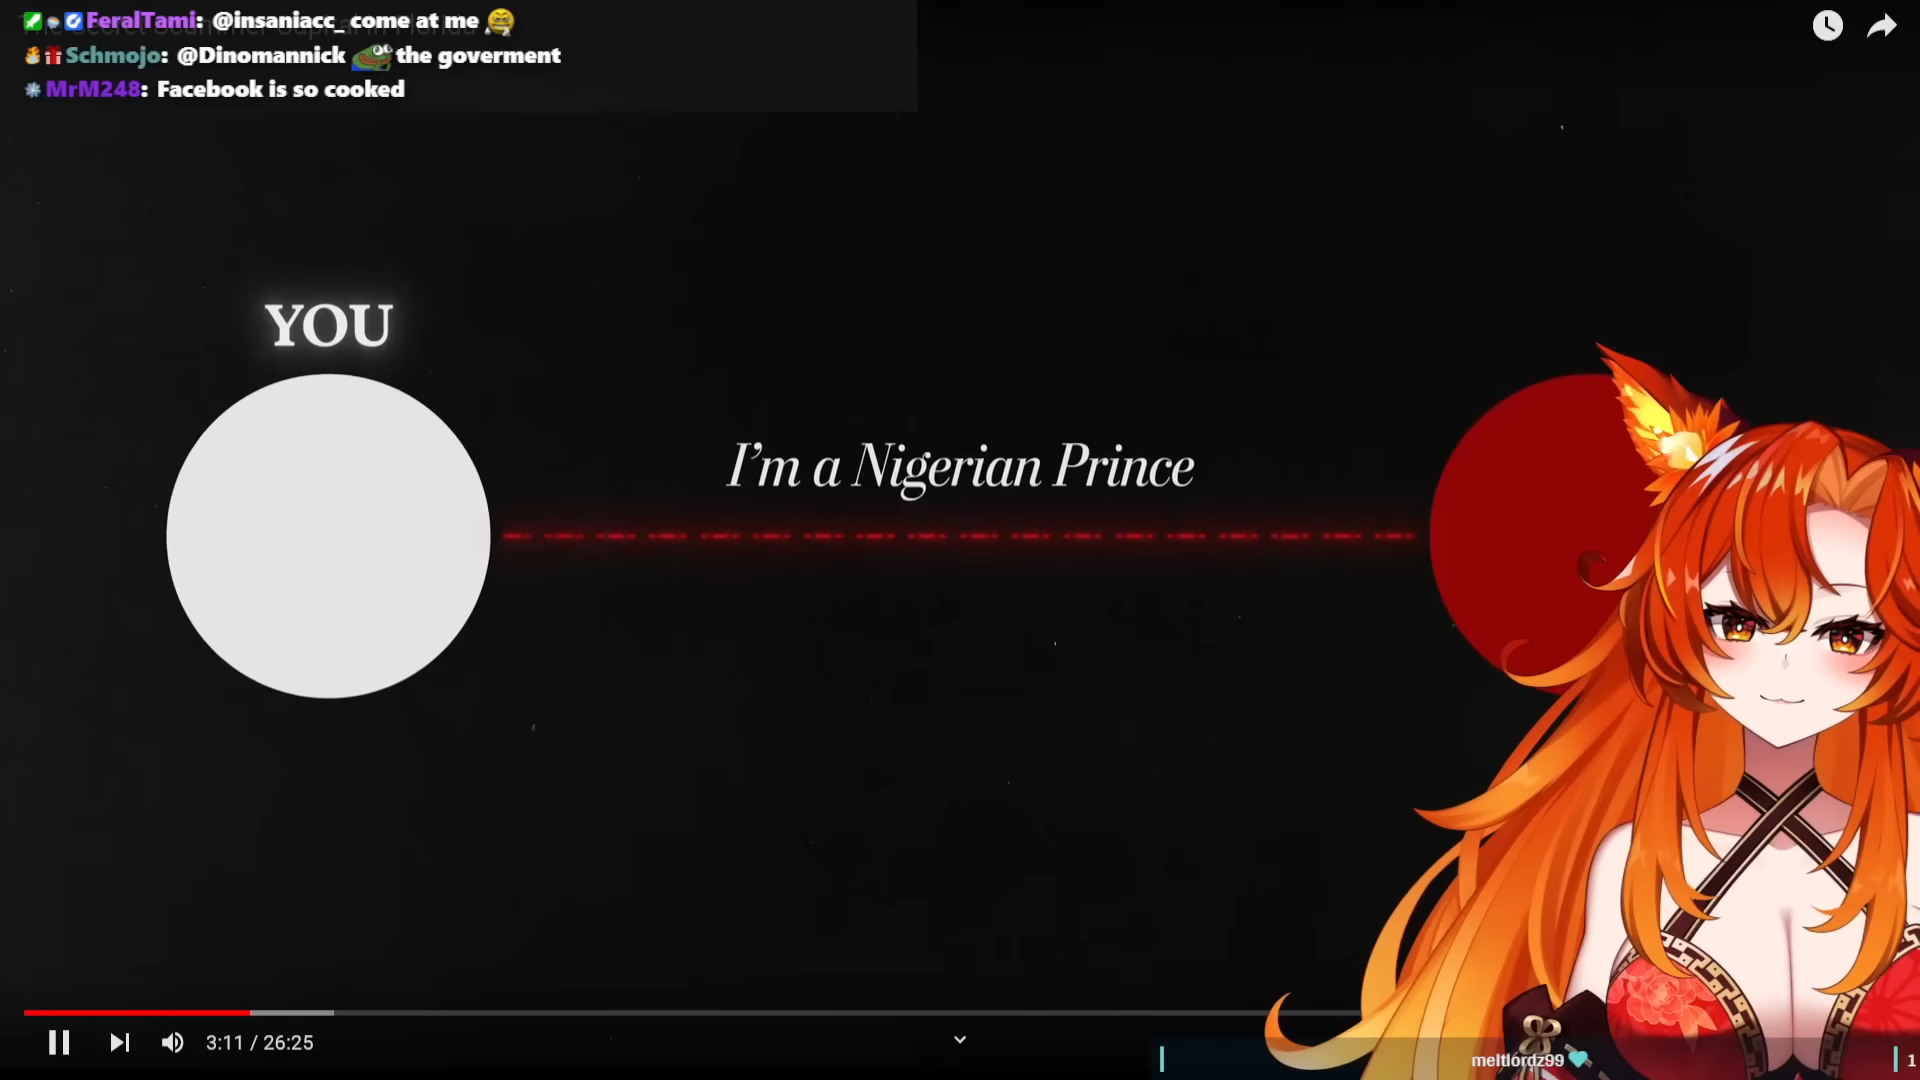 FeralTami: @insaniacc_ come at me
Schmojo: @Dinomannick the goverment
MrM248: Facebook is so cooked
YOU
I'm a Nigerian Prince
3:11 / 26:25
meltlordz99
1